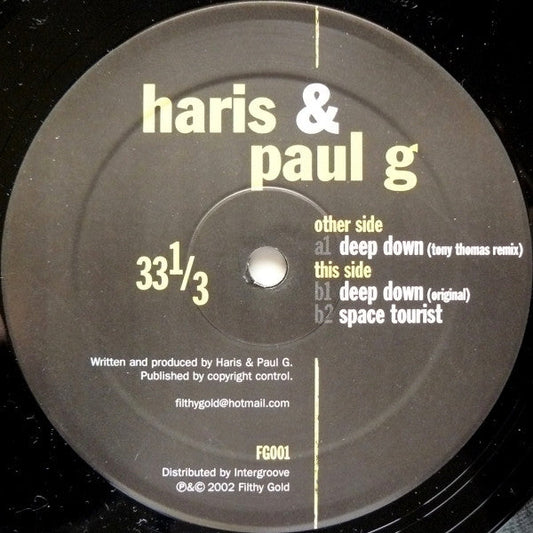 haris &
paul g
other side
a1 deep down (tony thomas remix)
this side
b1 deep down (original)
b2 space tourist
33 1/3
Written and produced by Haris & Paul G.
Published by copyright control.
filthygold@hotmail.com
FG001
Distributed by Intergroove
℗&© 2002 Filthy Gold